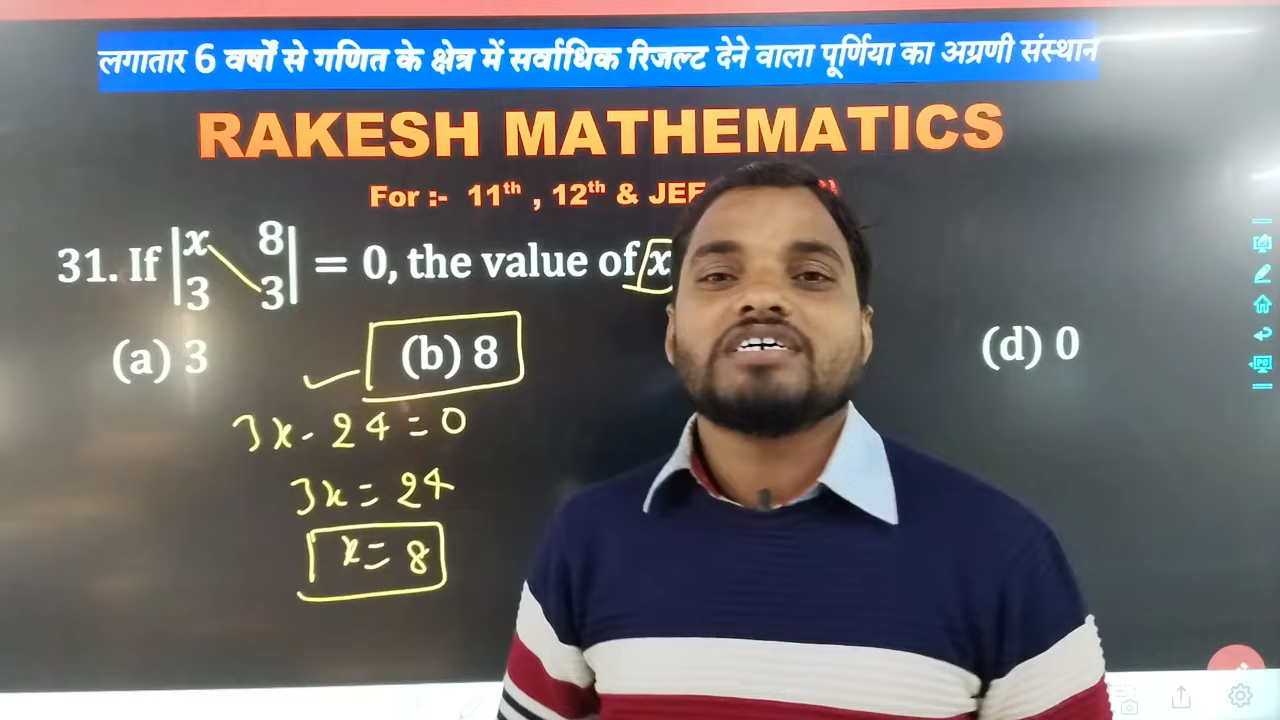 लगातार 6 वर्षों से गणित के क्षेत्र में सर्वाधिक रिजल्ट देने वाला पूर्णिया का अग्रणी संस्थान
RAKESH MATHEMATICS
For :- 11th , 12th & JEE
31. If |x 8|
|3 3| = 0, the value of x
(a) 3 (b) 8 (d) 0
3x - 24 = 0
3x = 24
x = 8